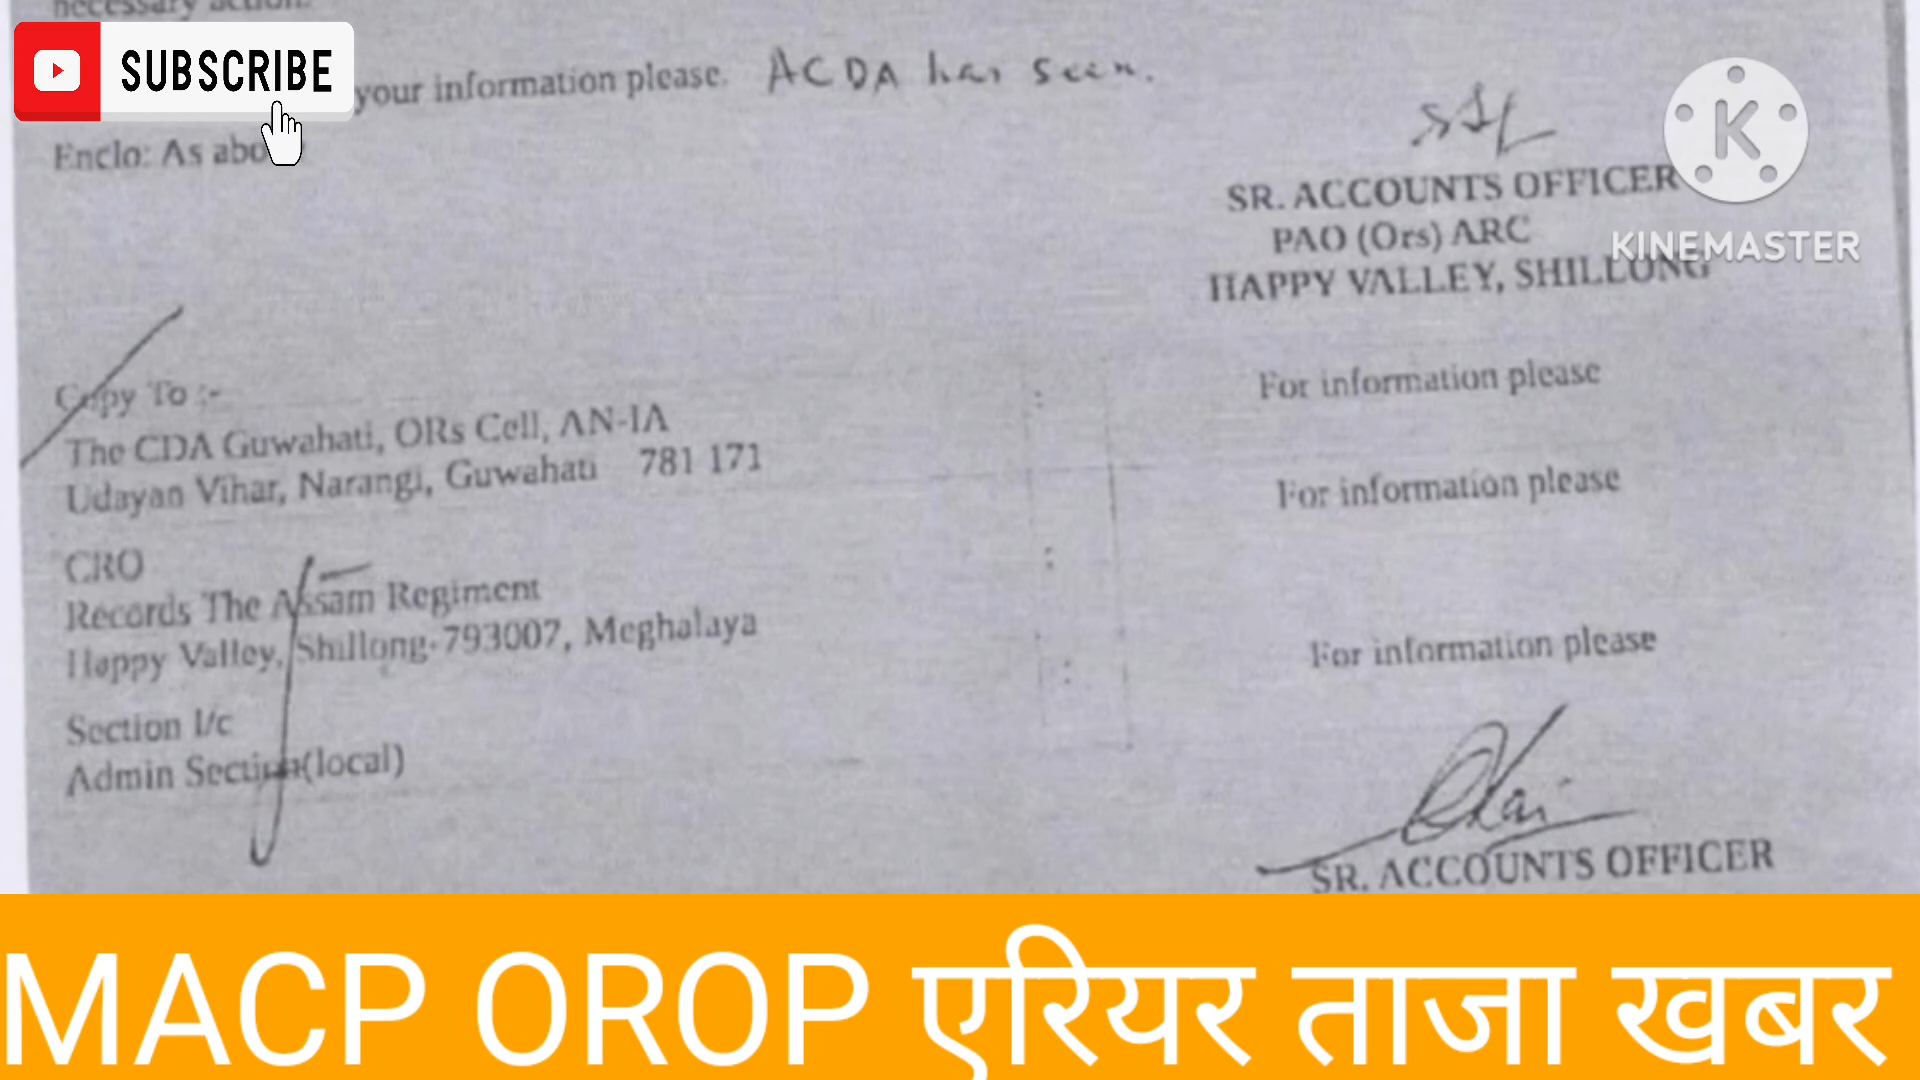 necessary action.
SUBSCRIBE
your information please. ACDA has seen.
Enclo: As abo
SR. ACCOUNTS OFFICER
PAO (Ors) ARC
HAPPY VALLEY, SHILLONG
KINEMASTER
Copy To :-
The CDA Guwahati, ORs Cell, AN-IA : For information please
Udayan Vihar, Narangi, Guwahati 781 171
CRO : For information please
Records The Assam Regiment
Happy Valley, Shillong-793007, Meghalaya
Section I/c : For information please
Admin Section(local)
SR. ACCOUNTS OFFICER
MACP OROP एरियर ताजा खबर